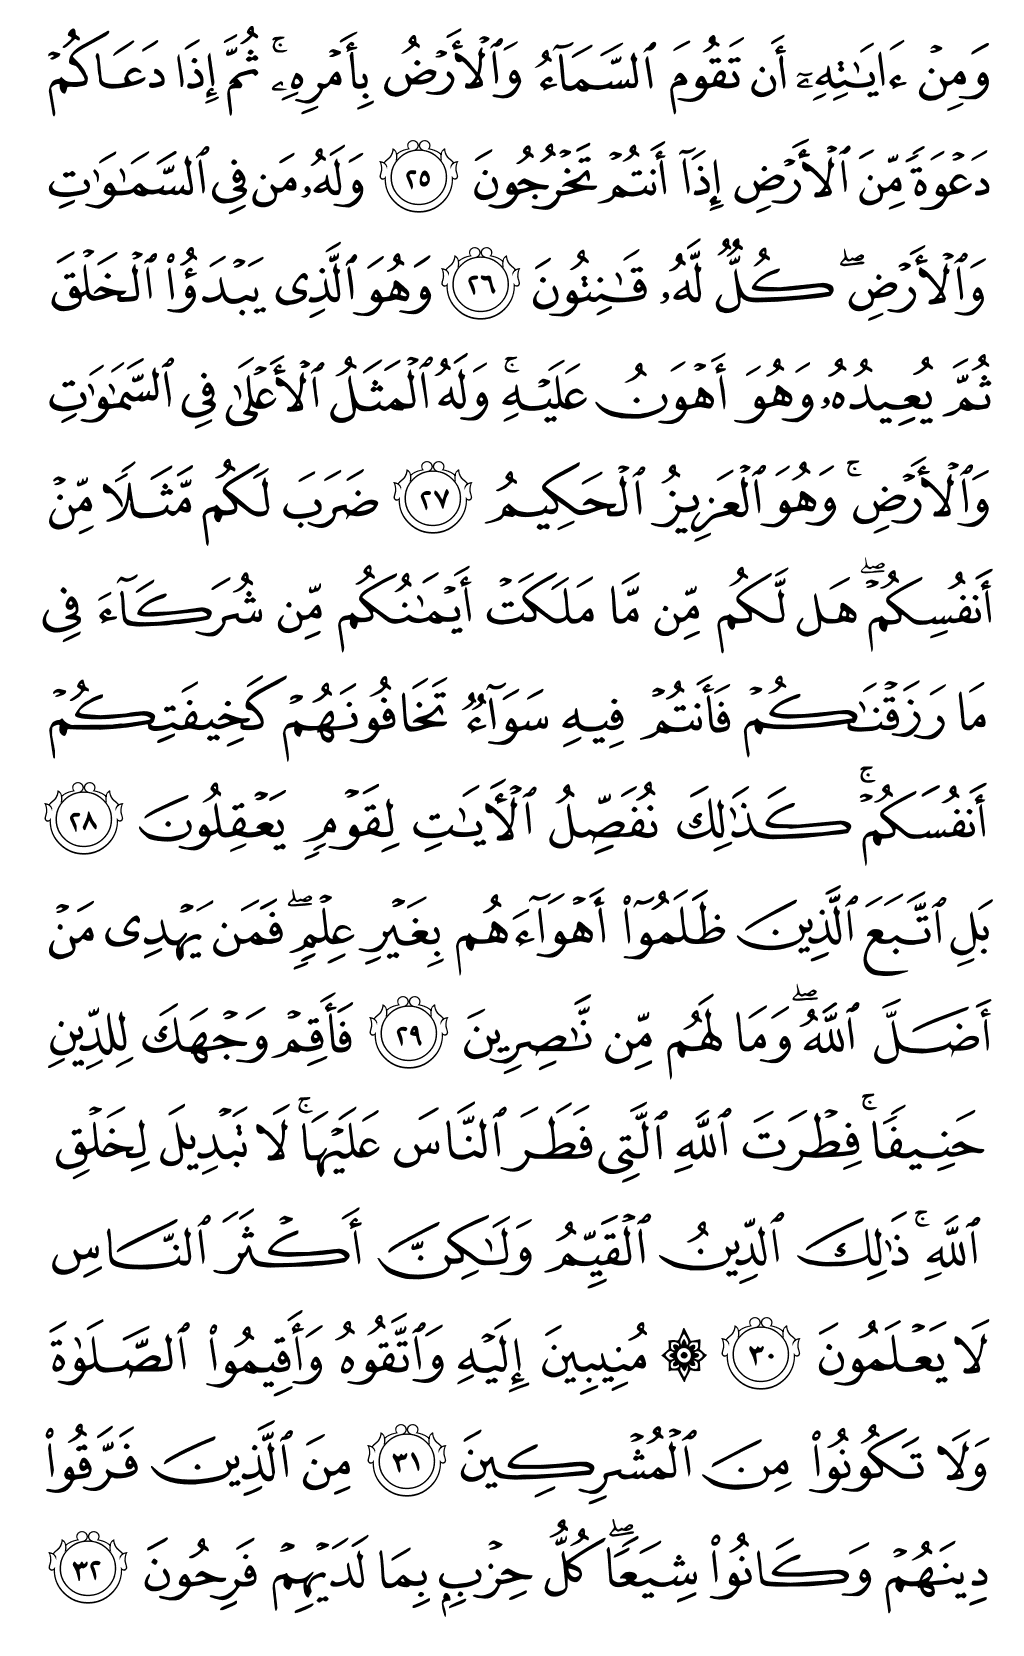 وَمِنۡ ءَايَٰتِهِۦٓ أَن تَقُومَ ٱلسَّمَآءُ وَٱلۡأَرۡضُ بِأَمۡرِهِۦۚ ثُمَّ إِذَا دَعَاكُمۡ
دَعۡوَةٗ مِّنَ ٱلۡأَرۡضِ إِذَآ أَنتُمۡ تَخۡرُجُونَ ٢٥ وَلَهُۥ مَن فِي ٱلسَّمَٰوَٰتِ
وَٱلۡأَرۡضِۖ كُلّٞ لَّهُۥ قَٰنِتُونَ ٢٦ وَهُوَ ٱلَّذِي يَبۡدَؤُاْ ٱلۡخَلۡقَ
ثُمَّ يُعِيدُهُۥ وَهُوَ أَهۡوَنُ عَلَيۡهِۚ وَلَهُ ٱلۡمَثَلُ ٱلۡأَعۡلَىٰ فِي ٱلسَّمَٰوَٰتِ
وَٱلۡأَرۡضِۚ وَهُوَ ٱلۡعَزِيزُ ٱلۡحَكِيمُ ٢٧ ضَرَبَ لَكُم مَّثَلٗا مِّنۡ
أَنفُسِكُمۡۖ هَل لَّكُم مِّن مَّا مَلَكَتۡ أَيۡمَٰنُكُم مِّن شُرَكَآءَ فِي
مَا رَزَقۡنَٰكُمۡ فَأَنتُمۡ فِيهِ سَوَآءٞ تَخَافُونَهُمۡ كَخِيفَتِكُمۡ
أَنفُسَكُمۡۚ كَذَٰلِكَ نُفَصِّلُ ٱلۡأٓيَٰتِ لِقَوۡمٖ يَعۡقِلُونَ ٢٨
بَلِ ٱتَّبَعَ ٱلَّذِينَ ظَلَمُوٓاْ أَهۡوَآءَهُم بِغَيۡرِ عِلۡمٖۖ فَمَن يَهۡدِي مَنۡ
أَضَلَّ ٱللَّهُۖ وَمَا لَهُم مِّن نَّٰصِرِينَ ٢٩ فَأَقِمۡ وَجۡهَكَ لِلدِّينِ
حَنِيفٗاۚ فِطۡرَتَ ٱللَّهِ ٱلَّتِي فَطَرَ ٱلنَّاسَ عَلَيۡهَاۚ لَا تَبۡدِيلَ لِخَلۡقِ
ٱللَّهِۚ ذَٰلِكَ ٱلدِّينُ ٱلۡقَيِّمُ وَلَٰكِنَّ أَكۡثَرَ ٱلنَّاسِ
لَا يَعۡلَمُونَ ٣٠ ۞ مُنِيبِينَ إِلَيۡهِ وَٱتَّقُوهُ وَأَقِيمُواْ ٱلصَّلَوٰةَ
وَلَا تَكُونُواْ مِنَ ٱلۡمُشۡرِكِينَ ٣١ مِنَ ٱلَّذِينَ فَرَّقُواْ
دِينَهُمۡ وَكَانُواْ شِيَعٗاۖ كُلُّ حِزۡبِۭ بِمَا لَدَيۡهِمۡ فَرِحُونَ ٣٢